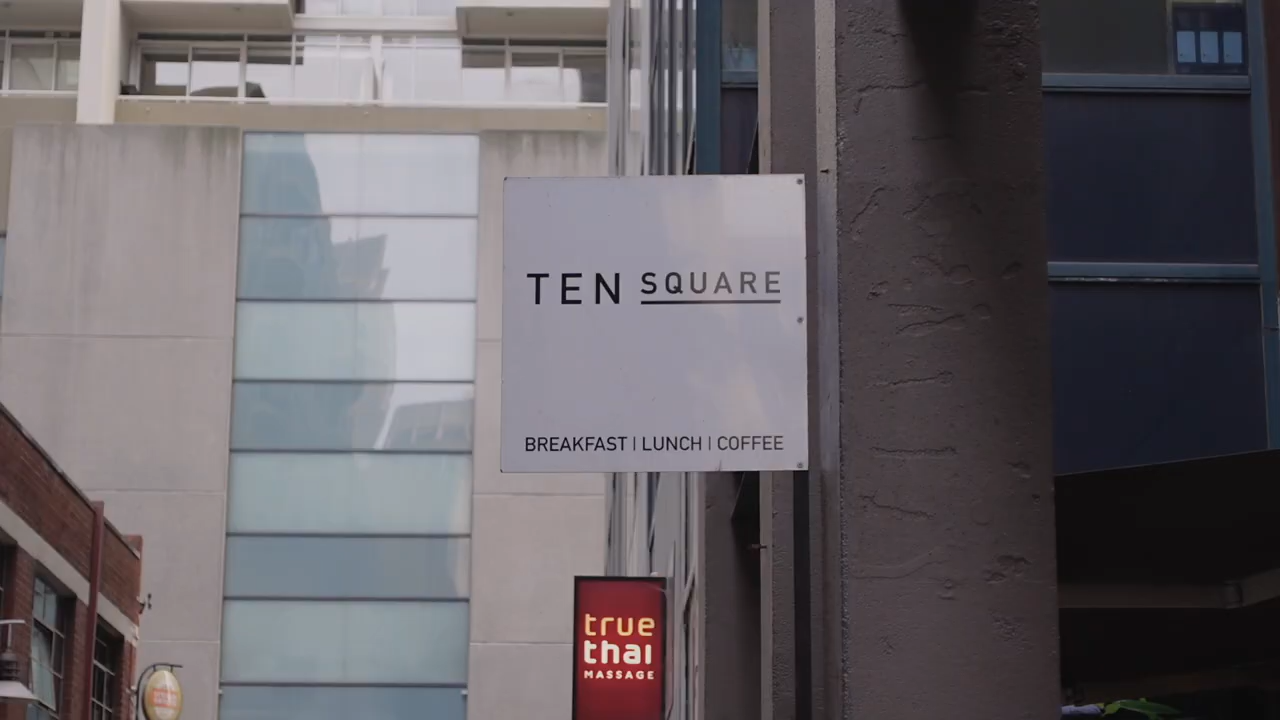 TEN SQUARE
BREAKFAST | LUNCH | COFFEE
true
thai
MASSAGE